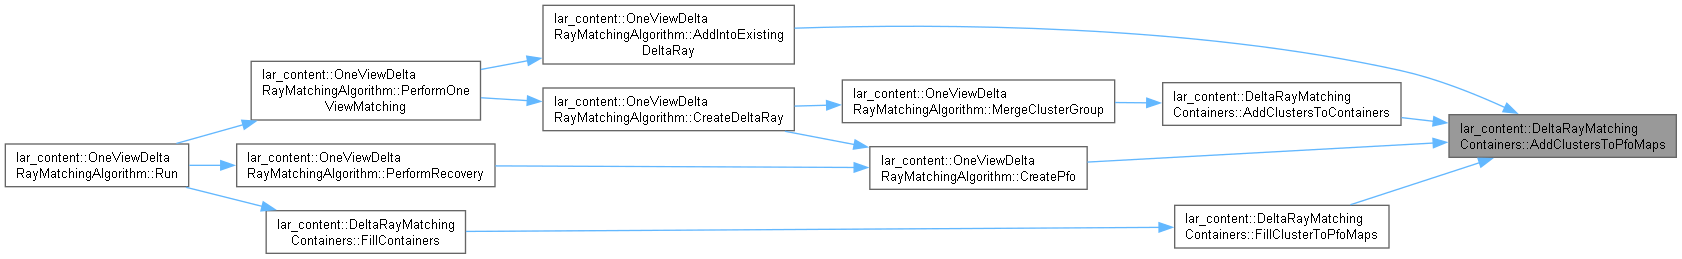 lar_content::OneViewDelta
RayMatchingAlgorithm::AddIntoExisting
DeltaRay
lar_content::OneViewDelta
RayMatchingAlgorithm::PerformOne
ViewMatching
lar_content::OneViewDelta
RayMatchingAlgorithm::CreateDeltaRay
lar_content::OneViewDelta
RayMatchingAlgorithm::MergeClusterGroup
lar_content::DeltaRayMatching
Containers::AddClustersToContainers
lar_content::DeltaRayMatching
Containers::AddClustersToPfoMaps
lar_content::OneViewDelta
RayMatchingAlgorithm::Run
lar_content::OneViewDelta
RayMatchingAlgorithm::PerformRecovery
lar_content::OneViewDelta
RayMatchingAlgorithm::CreatePfo
lar_content::DeltaRayMatching
Containers::FillContainers
lar_content::DeltaRayMatching
Containers::FillClusterToPfoMaps